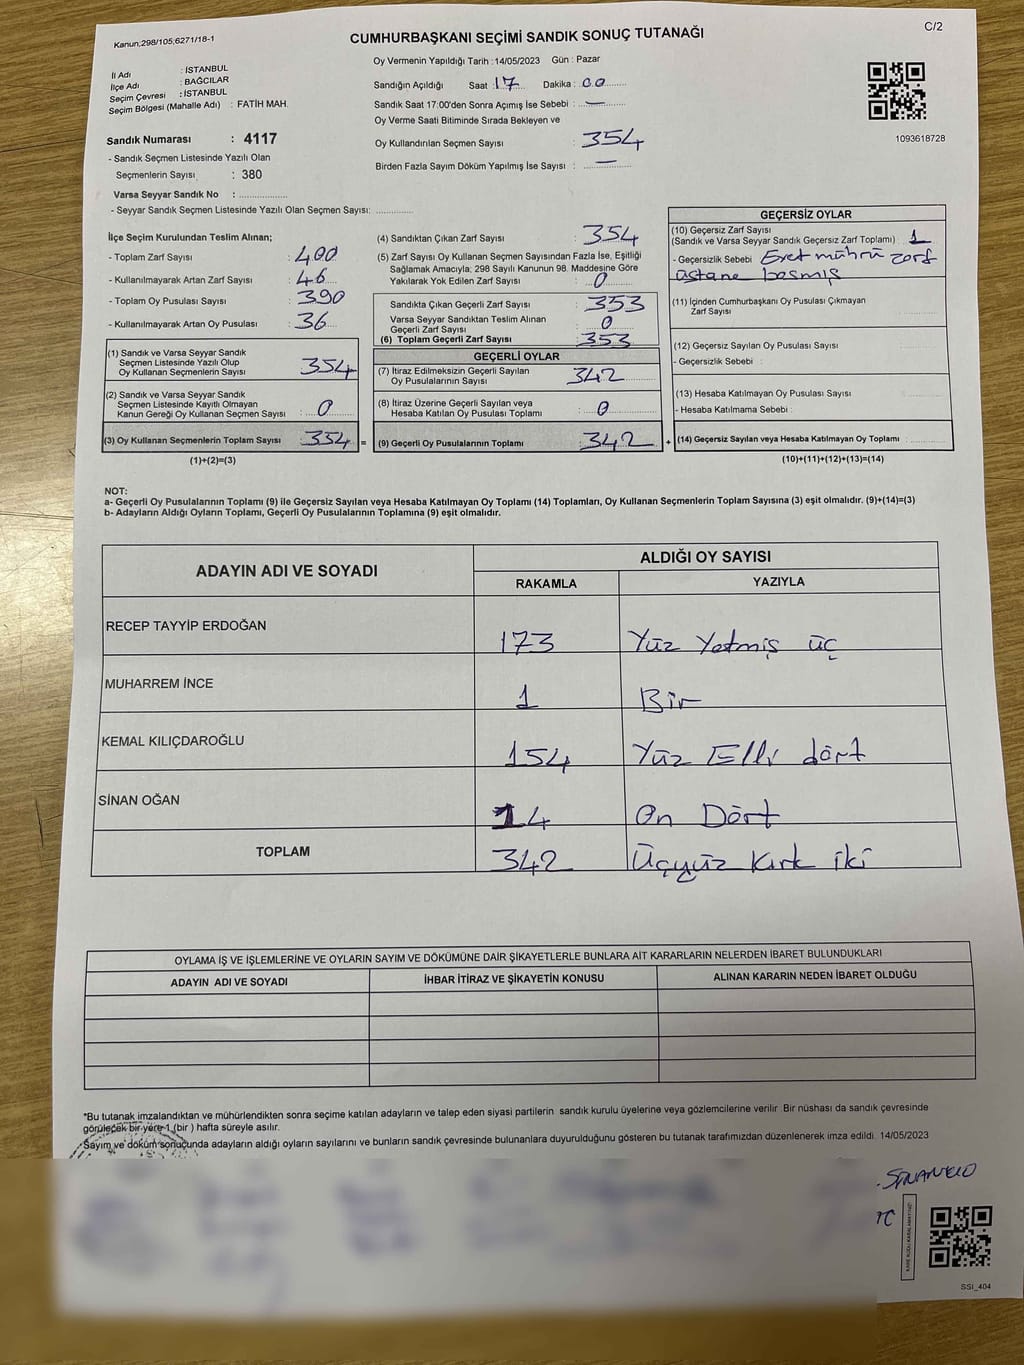 Kanun;298/105,6271/18-1
CUMHURBAŞKANI SEÇİMİ SANDIK SONUÇ TUTANAĞI
C/2
İl Adı : İSTANBUL
İlçe Adı : BAĞCILAR
Seçim Çevresi : İSTANBUL
Seçim Bölgesi (Mahalle Adı) : FATİH MAH.
Sandık Numarası : 4117
- Sandık Seçmen Listesinde Yazılı Olan
Seçmenlerin Sayısı : 380
Varsa Seyyar Sandık No :
- Seyyar Sandık Seçmen Listesinde Yazılı Olan Seçmen Sayısı:
Oy Vermenin Yapıldığı Tarih :14/05/2023 Gün : Pazar
Sandığın Açıldığı Saat :17 Dakika : 00
Sandık Saat 17:00'den Sonra Açımış İse Sebebi : —
Oy Verme Saati Bitiminde Sırada Bekleyen ve
Oy Kullandırılan Seçmen Sayısı : 354
Birden Fazla Sayım Döküm Yapılmış İse Sayısı : —
1093618728
İlçe Seçim Kurulundan Teslim Alınan;
- Toplam Zarf Sayısı : 400
- Kullanılmayarak Artan Zarf Sayısı : 46
- Toplam Oy Pusulası Sayısı : 390
- Kullanılmayarak Artan Oy Pusulası : 36
(1) Sandık ve Varsa Seyyar Sandık
Seçmen Listesinde Yazılı Olup
Oy Kullanan Seçmenlerin Sayısı : 354
(2) Sandık ve Varsa Seyyar Sandık
Seçmen Listesinde Kayıtlı Olmayan
Kanun Gereği Oy Kullanan Seçmen Sayısı : 0
(3) Oy Kullanan Seçmenlerin Toplam Sayısı : 354 =
(1)+(2)=(3)
(4) Sandıktan Çıkan Zarf Sayısı : 354
(5) Zarf Sayısı Oy Kullanan Seçmen Sayısından Fazla İse, Eşitliği
Sağlamak Amacıyla; 298 Sayılı Kanunun 98. Maddesine Göre
Yakılarak Yok Edilen Zarf Sayısı : 0
Sandıkta Çıkan Geçerli Zarf Sayısı : 353
Varsa Seyyar Sandıktan Teslim Alınan
Geçerli Zarf Sayısı : 0
(6) Toplam Geçerli Zarf Sayısı : 353
GEÇERLİ OYLAR
(7) İtiraz Edilmeksizin Geçerli Sayılan
Oy Pusulalarının Sayısı : 342
(8) İtiraz Üzerine Geçerli Sayılan veya
Hesaba Katılan Oy Pusulası Toplamı : 0
(9) Geçerli Oy Pusulalarının Toplamı : 342 +
GEÇERSİZ OYLAR
(10) Geçersiz Zarf Sayısı
(Sandık ve Varsa Seyyar Sandık Geçersiz Zarf Toplamı) : 1
- Geçersizlik Sebebi : Evet mührü zarf
üstüne basmış
(11) İçinden Cumhurbaşkanı Oy Pusulası Çıkmayan
Zarf Sayısı :
(12) Geçersiz Sayılan Oy Pusulası Sayısı
- Geçersizlik Sebebi :
(13) Hesaba Katılmayan Oy Pusulası Sayısı
- Hesaba Katılmama Sebebi :
(14) Geçersiz Sayılan veya Hesaba Katılmayan Oy Toplamı :
(10)+(11)+(12)+(13)=(14)
NOT:
a- Geçerli Oy Pusulalarının Toplamı (9) ile Geçersiz Sayılan veya Hesaba Katılmayan Oy Toplamı (14) Toplamları, Oy Kullanan Seçmenlerin Toplam Sayısına (3) eşit olmalıdır. (9)+(14)=(3)
b- Adayların Aldığı Oyların Toplamı, Geçerli Oy Pusulalarının Toplamına (9) eşit olmalıdır.
ADAYIN ADI VE SOYADI
ALDIĞI OY SAYISI
RAKAMLA YAZIYLA
RECEP TAYYİP ERDOĞAN 173 Yüz Yetmiş üç
MUHARREM İNCE 1 Bir
KEMAL KILIÇDAROĞLU 154 Yüz Elli dört
SİNAN OĞAN 14 On Dört
TOPLAM 342 Üçyüz Kırk iki
OYLAMA İŞ VE İŞLEMLERİNE VE OYLARIN SAYIM VE DÖKÜMÜNE DAİR ŞİKAYETLERLE BUNLARA AİT KARARLARIN NELERDEN İBARET BULUNDUKLARI
ADAYIN ADI VE SOYADI İHBAR İTİRAZ VE ŞİKAYETİN KONUSU ALINAN KARARIN NEDEN İBARET OLDUĞU
*Bu tutanak imzalandıktan ve mühürlendikten sonra seçime katılan adayların ve talep eden siyasi partilerin sandık kurulu üyelerine veya gözlemcilerine verilir. Bir nüshası da sandık çevresinde
görülecek bir yere 1 (bir ) hafta süreyle asılır.
Sayım ve döküm sonucunda adayların aldığı oyların sayılarını ve bunların sandık çevresinde bulunanlara duyurulduğunu gösteren bu tutanak tarafımızdan düzenlenerek imza edildi. 14/05/2023
KARE KODU KARALAMAYINIZ!
SSI_404